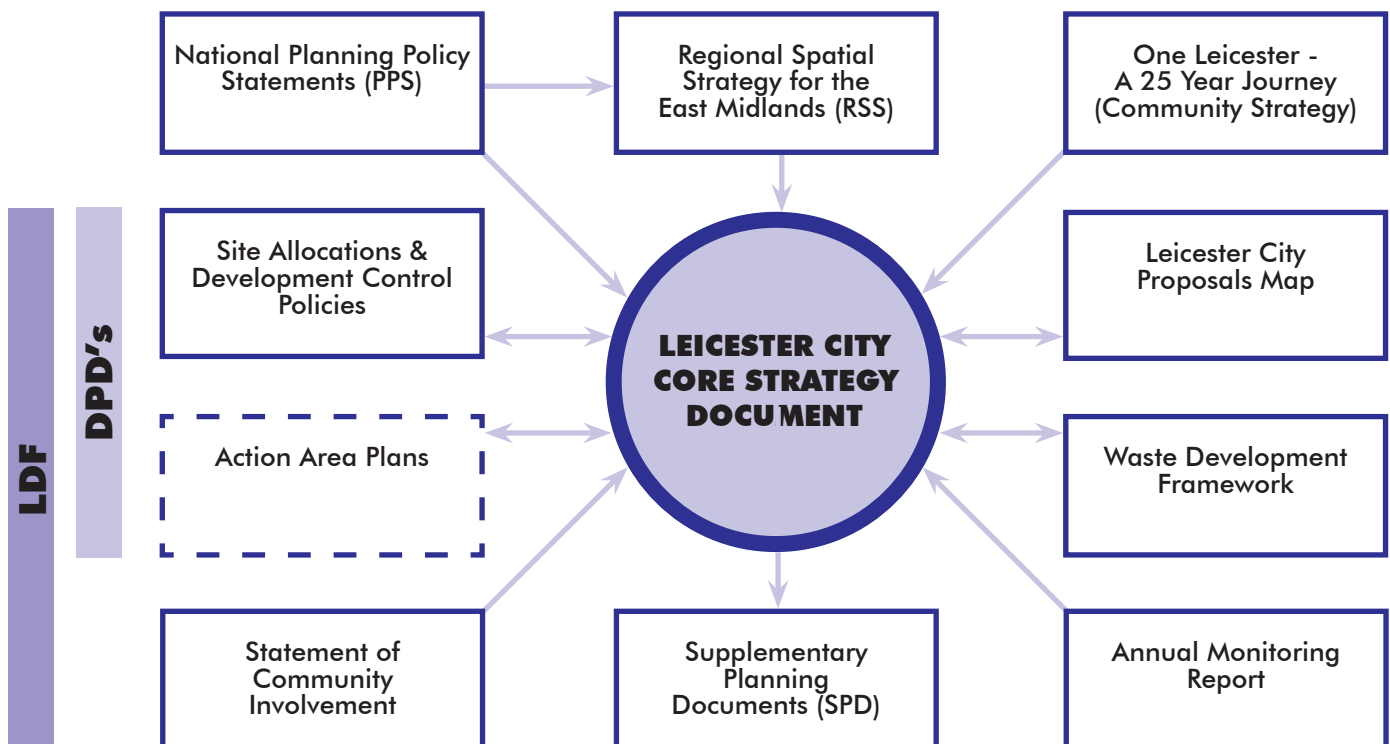 National Planning Policy
Statements (PPS)
Regional Spatial
Strategy for the
East Midlands (RSS)
One Leicester -
A 25 Year Journey
(Community Strategy)
LDF
DPD's
Site Allocations &
Development Control
Policies
LEICESTER CITY
CORE STRATEGY
DOCUMENT
Leicester City
Proposals Map
Action Area Plans
Waste Development
Framework
Statement of
Community
Involvement
Supplementary
Planning
Documents (SPD)
Annual Monitoring
Report